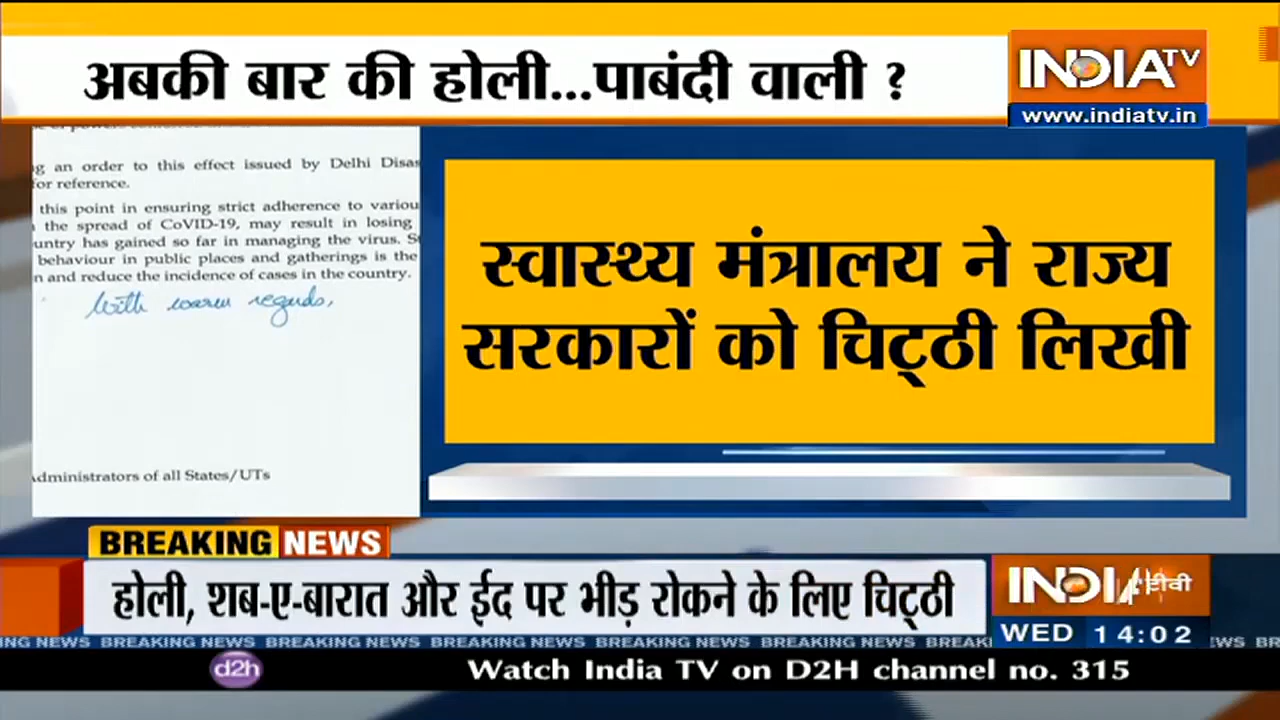 अबकी बार की होली...पाबंदी वाली ?
INDIA TV
www.indiatv.in
g an order to this effect issued by Delhi Disas
for reference.
this point in ensuring strict adherence to variou
the spread of CoVID-19, may result in losing
untry has gained so far in managing the virus. S
behaviour in public places and gatherings is the
n and reduce the incidence of cases in the country.
With warm regards,
dministrators of all States/UTs
स्वास्थ्य मंत्रालय ने राज्य
सरकारों को चिट्ठी लिखी
BREAKING NEWS
होली, शब-ए-बारात और ईद पर भीड़ रोकने के लिए चिट्ठी
INDIA टीवी
WED 14:02
ING NEWS BREAKING NEWS BREAKING NEWS BREAKING NEWS BREAKING NEWS BREAKING NEWS BREAKING NEWS
d2h
Watch India TV on D2H channel no. 315